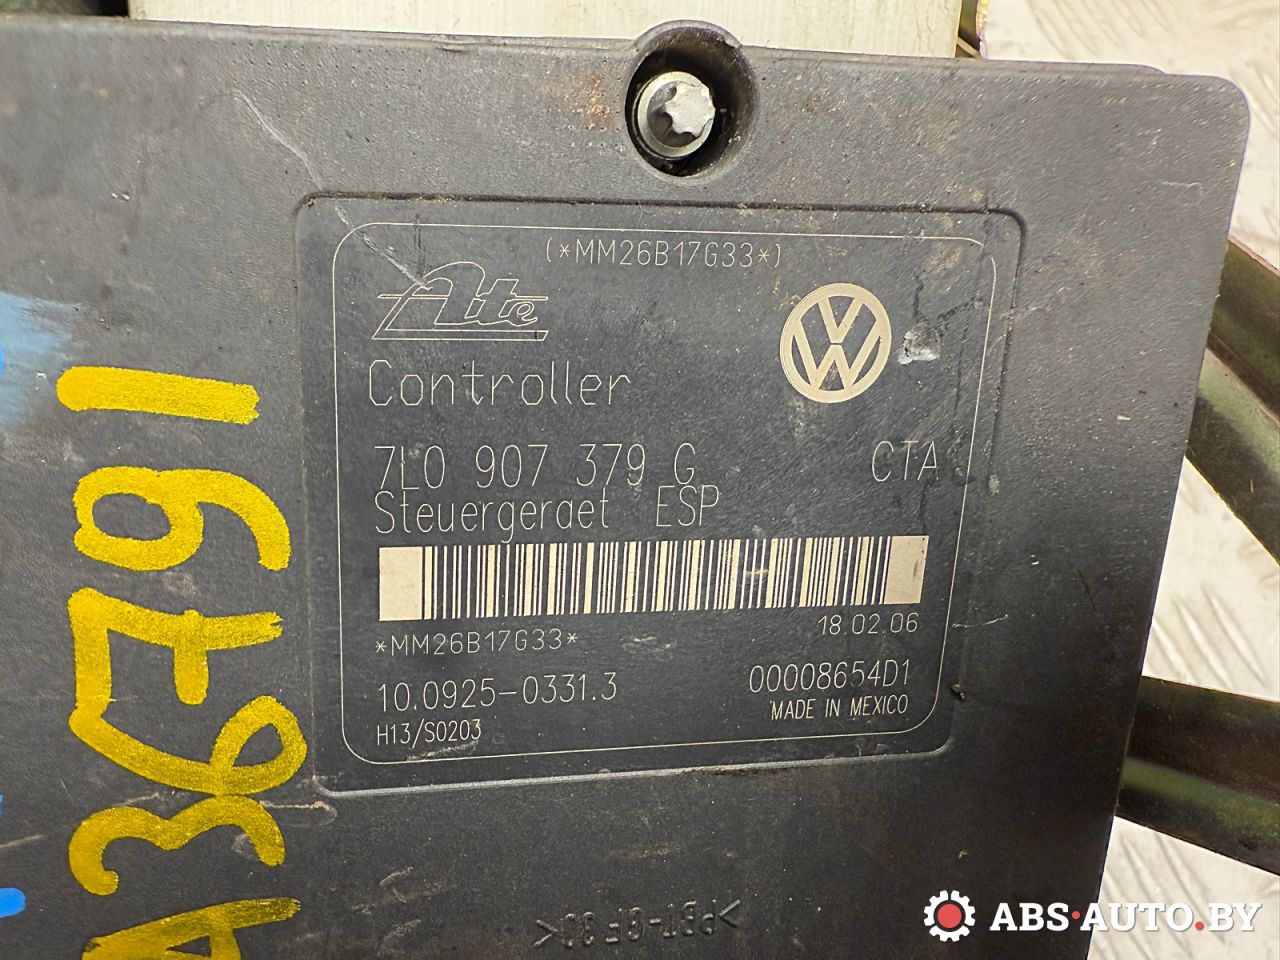 (*MM26B17G33*)
Ate
Controller
7L0 907 379 G CTA
Steuergeraet ESP
*MM26B17G33* 18.02.06
10.0925-0331.3 00008654D1
H13/S0203 MADE IN MEXICO
A36791
>PBT-GF30<
ABS-AUTO.BY